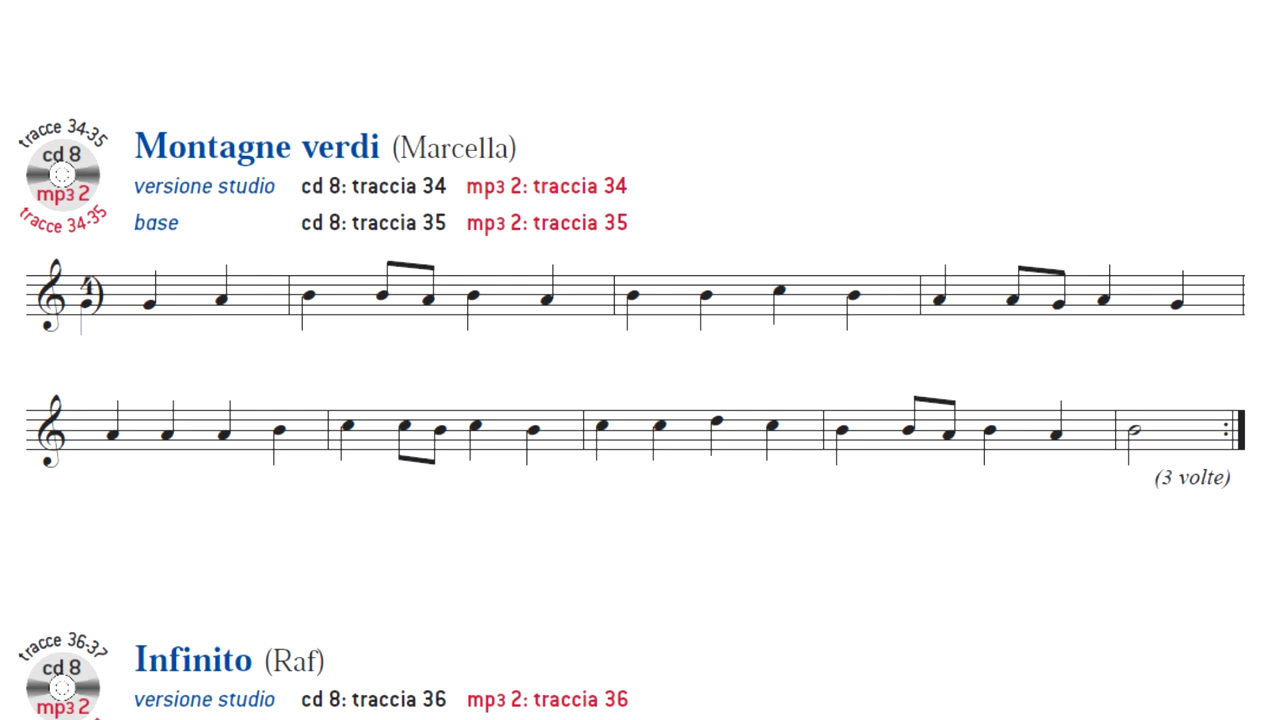 tracce 34-35
cd 8
mp3 2
tracce 34-35
Montagne verdi (Marcella)
versione studio cd 8: traccia 34 mp3 2: traccia 34
base cd 8: traccia 35 mp3 2: traccia 35
(3 volte)
tracce 36-37
cd 8
mp3 2
Infinito (Raf)
versione studio cd 8: traccia 36 mp3 2: traccia 36